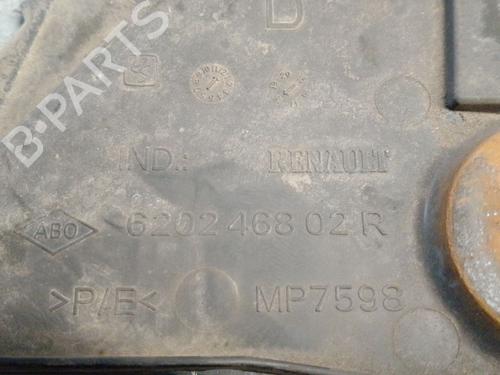 D
IND.: RENAULT
ABO 6202 468 02 R
>P/E< MP7598
B-PARTS